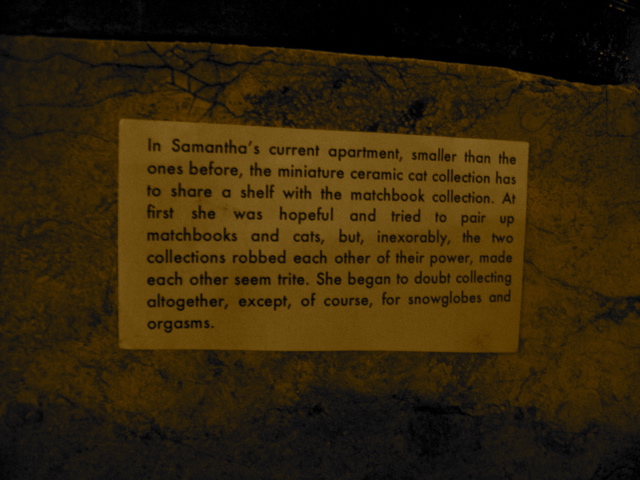 In Samantha's current apartment, smaller than the
ones before, the miniature ceramic cat collection has
to share a shelf with the matchbook collection. At
first she was hopeful and tried to pair up
matchbooks and cats, but, inexorably, the two
collections robbed each other of their power, made
each other seem trite. She began to doubt collecting
altogether, except, of course, for snowglobes and
orgasms.